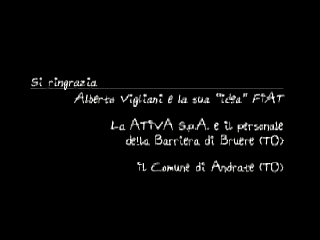 Si ringrazia
Alberto Vigliani e la sua "idea" FIAT
La ATIVA S.p.A. e il personale
della Barriera di Bruere (TO)
il Comune di Andrate (TO)